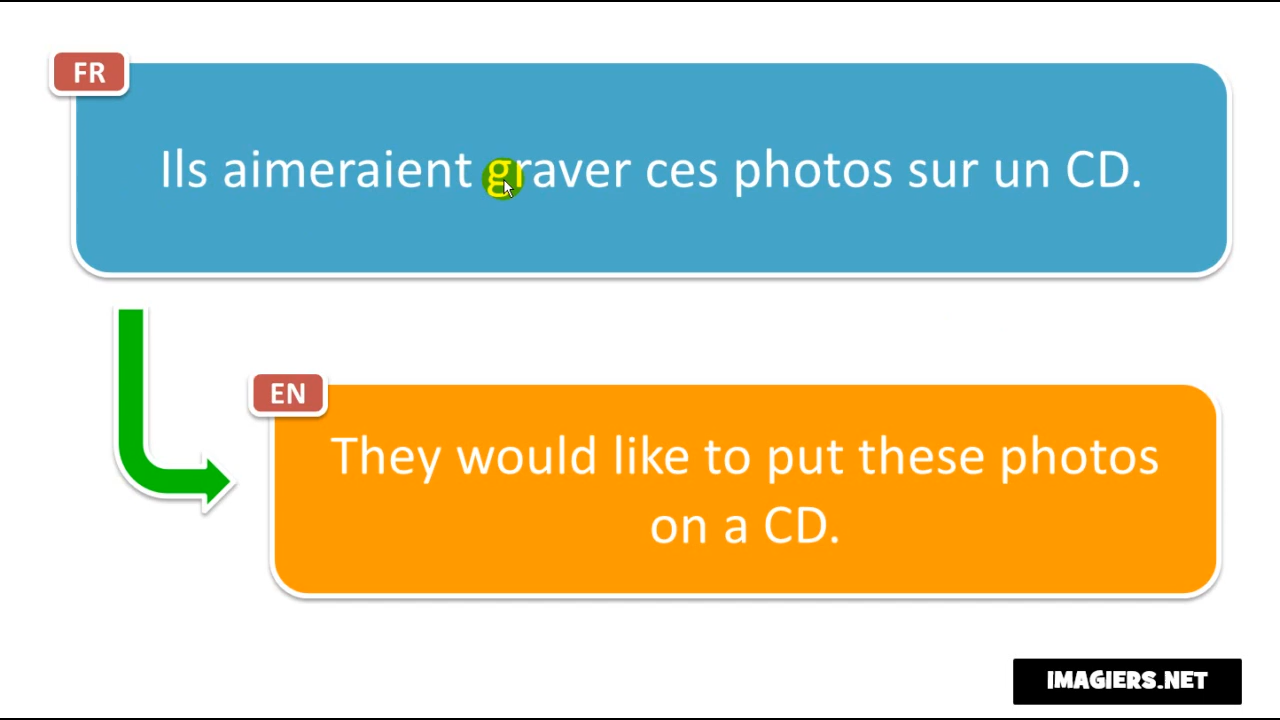 FR
Ils aimeraient graver ces photos sur un CD.
EN
They would like to put these photos
on a CD.
IMAGIERS.NET